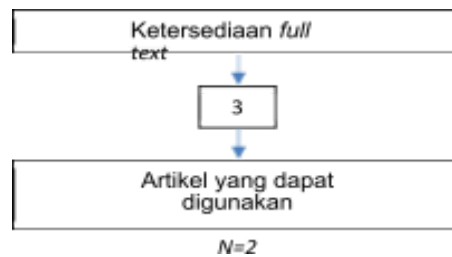 Ketersediaan full
text
3
Artikel yang dapat
digunakan
N=2